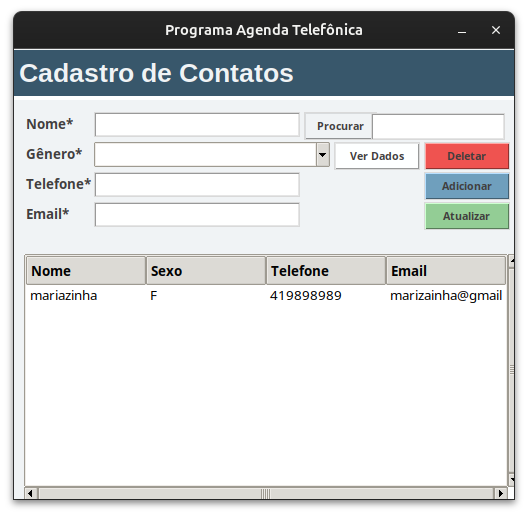 Programa Agenda Telefônica
Cadastro de Contatos
Nome* Procurar
Gênero* Ver Dados Deletar
Telefone* Adicionar
Email* Atualizar
Nome Sexo Telefone Email
mariazinha F 419898989 marizainha@gmail